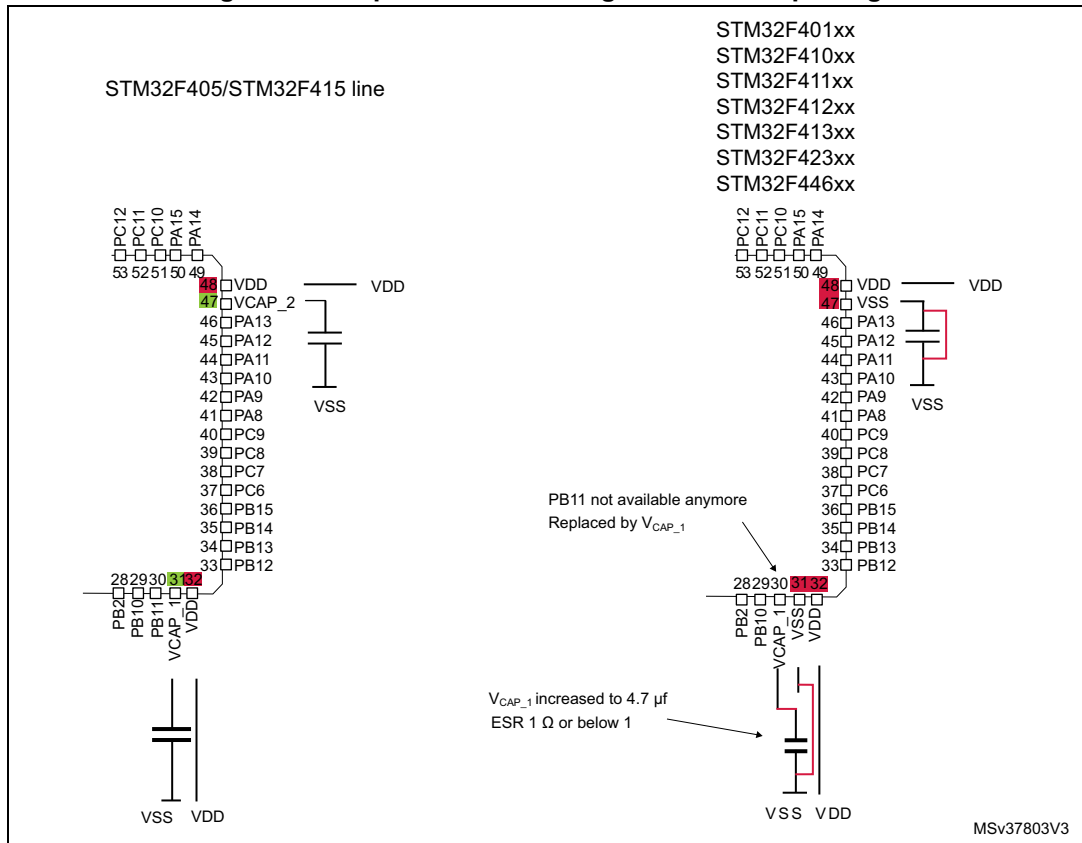 STM32F405/STM32F415 line
PC12
PC11
PC10
PA15
PA14
53 52 51 50 49
48 VDD
47 VCAP_2
46 PA13
45 PA12
44 PA11
43 PA10
42 PA9
41 PA8
40 PC9
39 PC8
38 PC7
37 PC6
36 PB15
35 PB14
34 PB13
33 PB12
VDD
VSS
28 29 30 31 32
PB2
PB10
PB11
VCAP_1
VDD
VSS VDD
STM32F401xx
STM32F410xx
STM32F411xx
STM32F412xx
STM32F413xx
STM32F423xx
STM32F446xx
PC12
PC11
PC10
PA15
PA14
53 52 51 50 49
48 VDD
47 VSS
46 PA13
45 PA12
44 PA11
43 PA10
42 PA9
41 PA8
40 PC9
39 PC8
38 PC7
37 PC6
36 PB15
35 PB14
34 PB13
33 PB12
VDD
VSS
PB11 not available anymore
Replaced by VCAP_1
28 29 30 31 32
PB2
PB10
VCAP_1
VSS
VDD
VCAP_1 increased to 4.7 µf
ESR 1 Ω or below 1
VSS VDD
MSv37803V3